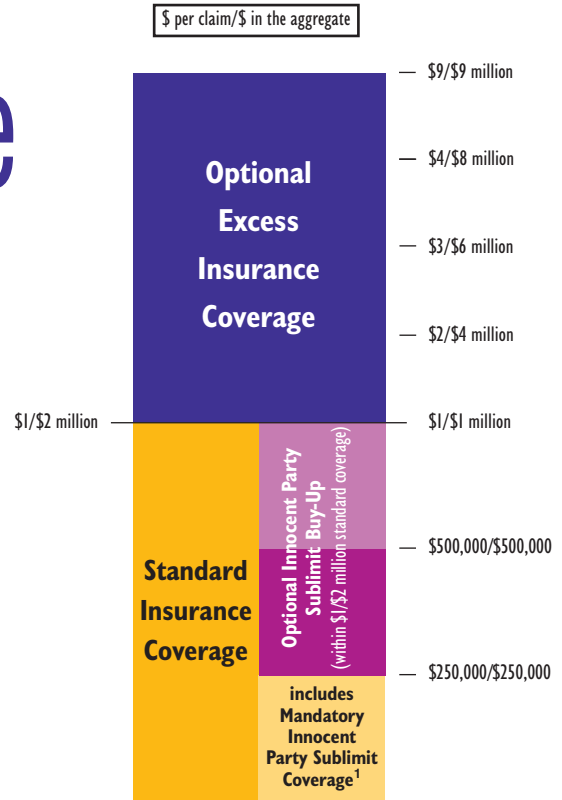 $ per claim/$ in the aggregate
e
$9/$9 million
$4/$8 million
$3/$6 million
$2/$4 million
Optional
Excess
Insurance
Coverage
$1/$2 million
$1/$1 million
$500,000/$500,000
$250,000/$250,000
Standard
Insurance
Coverage
Optional Innocent Party
Sublimit Buy-Up
(within $1/$2 million standard coverage)
includes
Mandatory
Innocent
Party Sublimit
Coverage¹